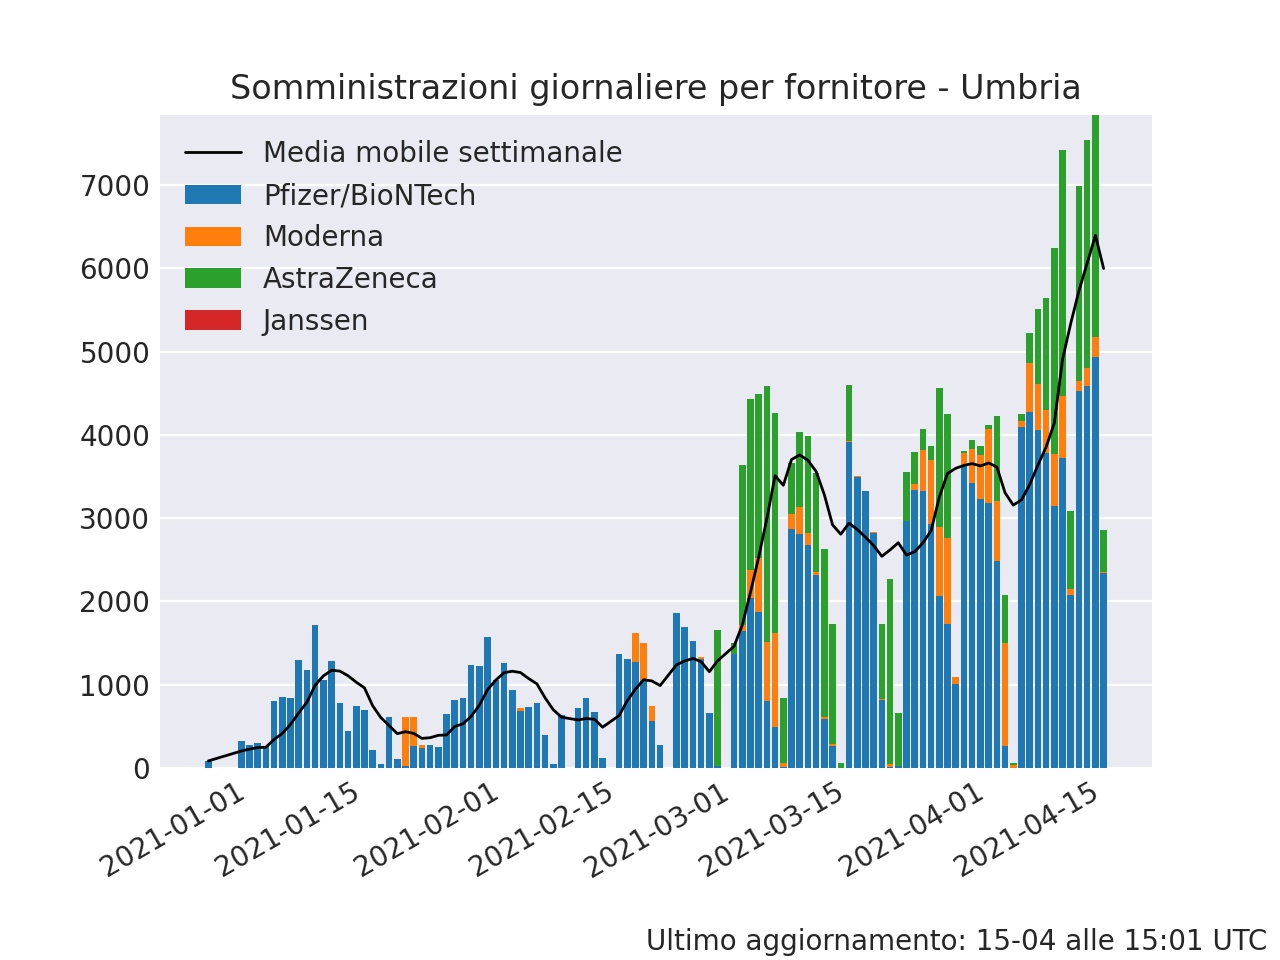 Somministrazioni giornaliere per fornitore - Umbria
Media mobile settimanale
Pfizer/BioNTech
Moderna
AstraZeneca
Janssen
7000
6000
5000
4000
3000
2000
1000
0
2021-01-01
2021-01-15
2021-02-01
2021-02-15
2021-03-01
2021-03-15
2021-04-01
2021-04-15
Ultimo aggiornamento: 15-04 alle 15:01 UTC